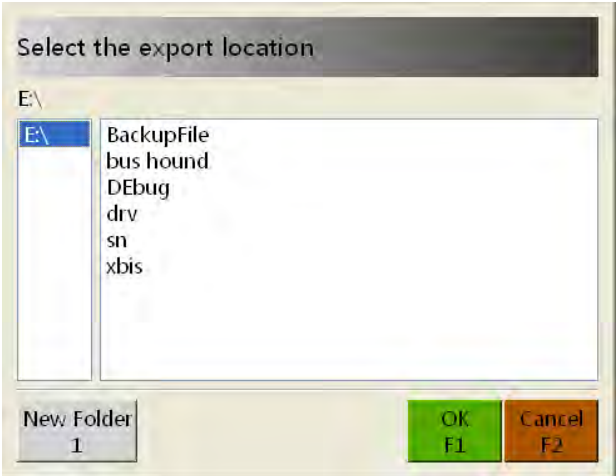 Select the export location
E:\
E:\
BackupFile
bus hound
DEbug
drv
sn
xbis
New Folder
1
OK
F1
Cancel
F2